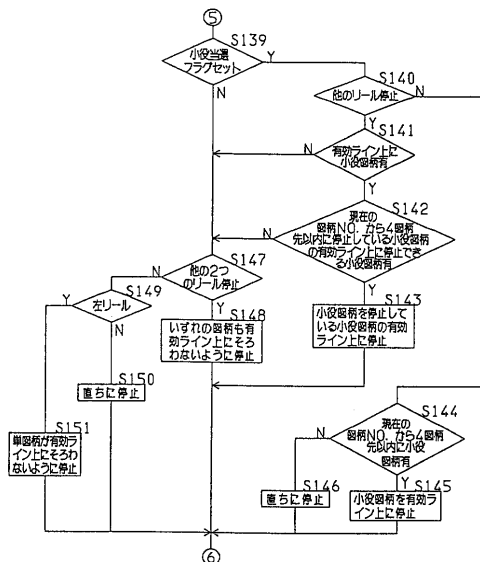 5
S139
小役当選
フラグセット
Y
N
S140
他のリール停止
Y
N
S141
有効ライン上に
小役図柄有
N
Y
S142
現在の
図柄NO.から4図柄
先以内に停止している小役図柄
の有効ライン上に停止でき
る小役図柄有
N
Y
S143
小役図柄を停止して
いる小役図柄の有効
ライン上に停止
S147
他の2つ
のリール停止
N
Y
S148
いずれの図柄も有
効ライン上にそろ
わないように停止
S149
左リール
Y
N
S150
直ちに停止
S151
単図柄が有効ラ
イン上にそろわ
ないように停止
S144
現在の
図柄NO.から4図柄
先以内に小役
図柄有
N
Y
S146
直ちに停止
S145
小役図柄を有効ラ
イン上に停止
6